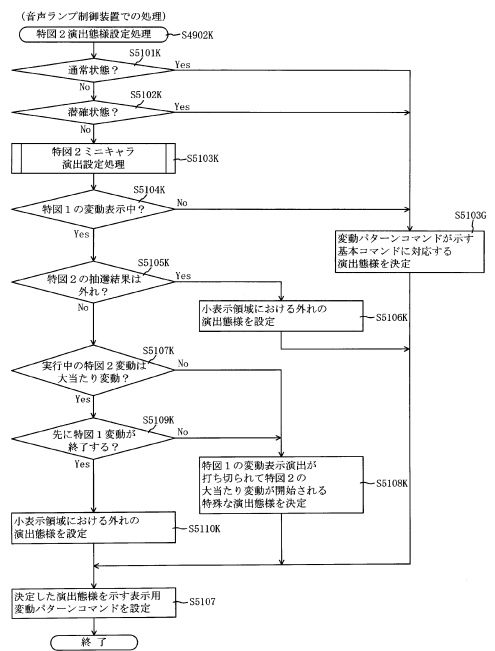 (音声ランプ制御装置での処理)
特図2演出態様設定処理
S4902K
S5101K
通常状態?
Yes
No
S5102K
潜確状態?
Yes
No
特図2ミニキャラ
演出設定処理
S5103K
S5104K
特図1の変動表示中?
No
Yes
S5103G
変動パターンコマンドが示す
基本コマンドに対応する
演出態様を決定
S5105K
特図2の抽選結果は
外れ?
Yes
No
小表示領域における外れの
演出態様を設定
S5106K
S5107K
実行中の特図2変動は
大当たり変動?
No
Yes
S5109K
先に特図1変動が
終了する?
No
Yes
特図1の変動表示演出が
打ち切られて特図2の
大当たり変動が開始される
特殊な演出態様を決定
S5108K
小表示領域における外れの
演出態様を設定
S5110K
決定した演出態様を示す表示用
変動パターンコマンドを設定
S5107
終了